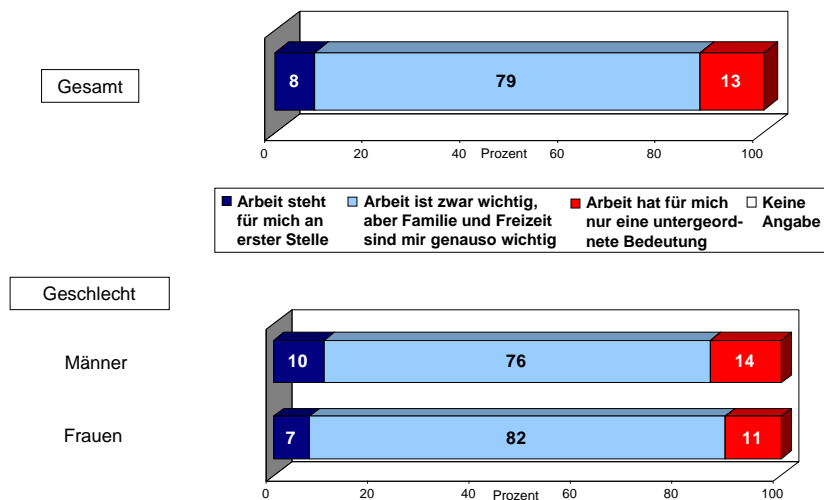 Gesamt
8 79 13
0 20 40 Prozent 60 80 100
Arbeit steht
für mich an
erster Stelle
Arbeit ist zwar wichtig,
aber Familie und Freizeit
sind mir genauso wichtig
Arbeit hat für mich
nur eine untergeord-
nete Bedeutung
Keine
Angabe
Geschlecht
Männer
10 76 14
Frauen
7 82 11
0 20 40 Prozent 60 80 100